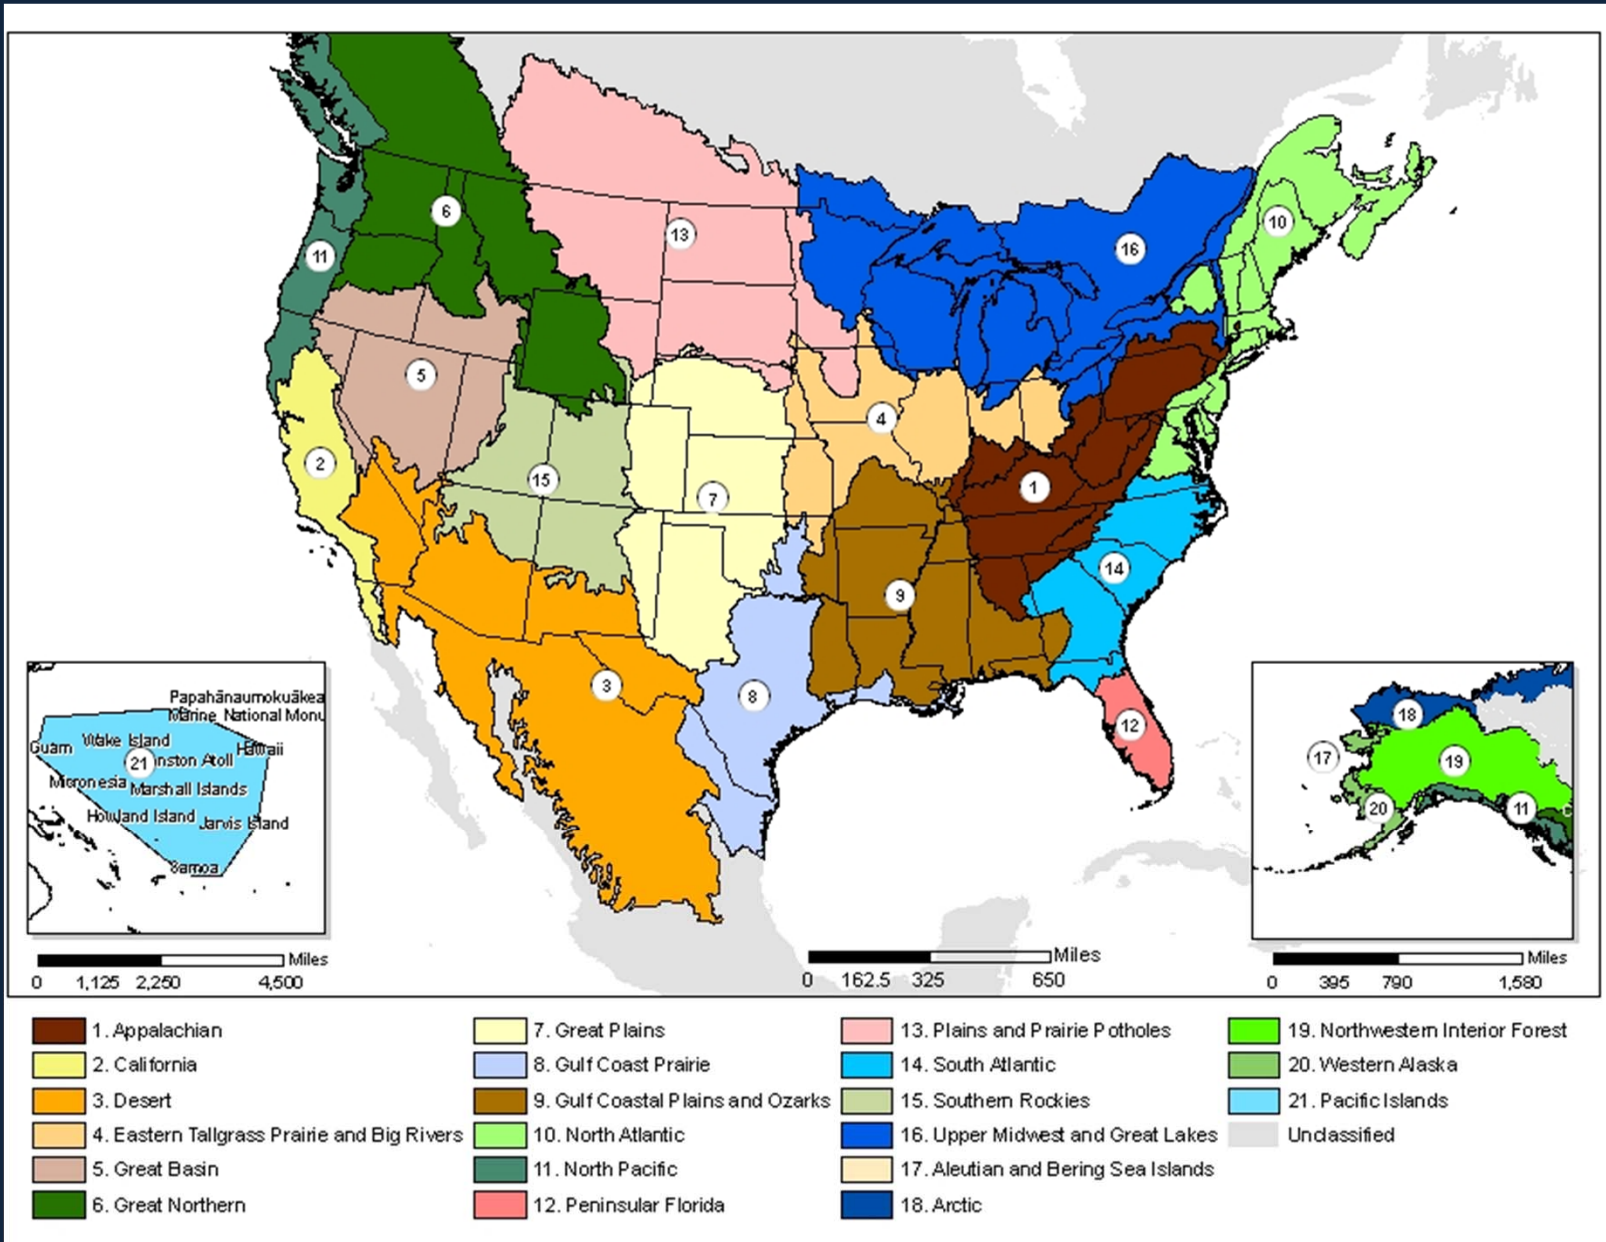 6
13
11
10
16
5
4
2
15
7
1
14
9
3
8
12
Papahānaumokuākea
Marine National Monu
Guam
Wake Island
Hawaii
21
nston Atoll
Micronesia
Marshall Islands
Howland Island
Jarvis Island
Samoa
18
17
19
20
11
Miles
0 1,125 2,250 4,500
Miles
0 162.5 325 650
Miles
0 395 790 1,580
1. Appalachian
2. California
3. Desert
4. Eastern Tallgrass Prairie and Big Rivers
5. Great Basin
6. Great Northern
7. Great Plains
8. Gulf Coast Prairie
9. Gulf Coastal Plains and Ozarks
10. North Atlantic
11. North Pacific
12. Peninsular Florida
13. Plains and Prairie Potholes
14. South Atlantic
15. Southern Rockies
16. Upper Midwest and Great Lakes
17. Aleutian and Bering Sea Islands
18. Arctic
19. Northwestern Interior Forest
20. Western Alaska
21. Pacific Islands
Unclassified